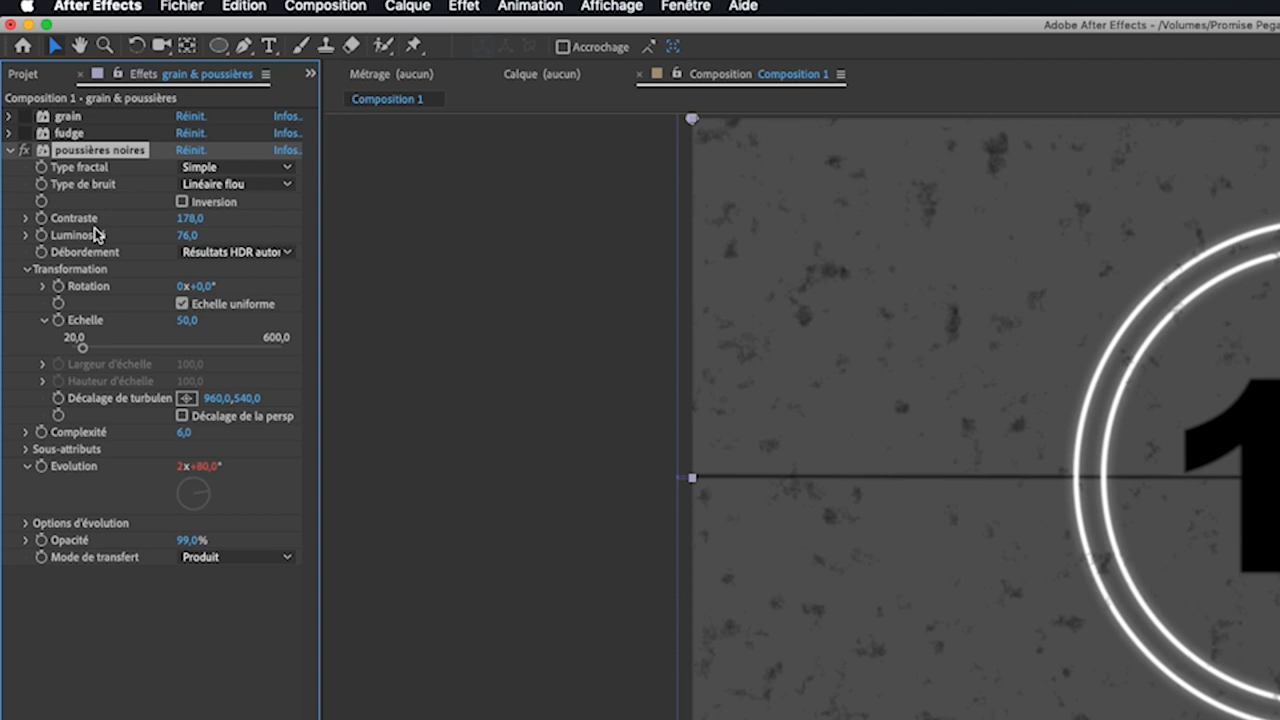 After Effects Fichier Edition Composition Calque Effet Animation Affichage Fenêtre Aide
Adobe After Effects - /Volumes/Promise Pega
Accrochage
Projet × Effets grain & poussières
Métrage (aucun) Calque (aucun) × Composition Composition 1
Composition 1 • grain & poussières
Composition 1
grain Réinit. Infos..
fudge Réinit. Infos..
fx poussières noires Réinit. Infos..
Type fractal Simple
Type de bruit Linéaire flou
Inversion
Contraste 178,0
76,0
Débordement Résultats HDR autor
Transformation
Rotation 0x+0,0°
Echelle uniforme
Echelle 50,0
20,0 600,0
Largeur d'échelle 100,0
Hauteur d'échelle 100,0
Décalage de turbulen 960,0,540,0
Décalage de la persp
Complexité 6,0
Sous-attributs
Evolution 2x+80,0°
Options d'évolution
Opacité 99,0%
Mode de transfert Produit
1